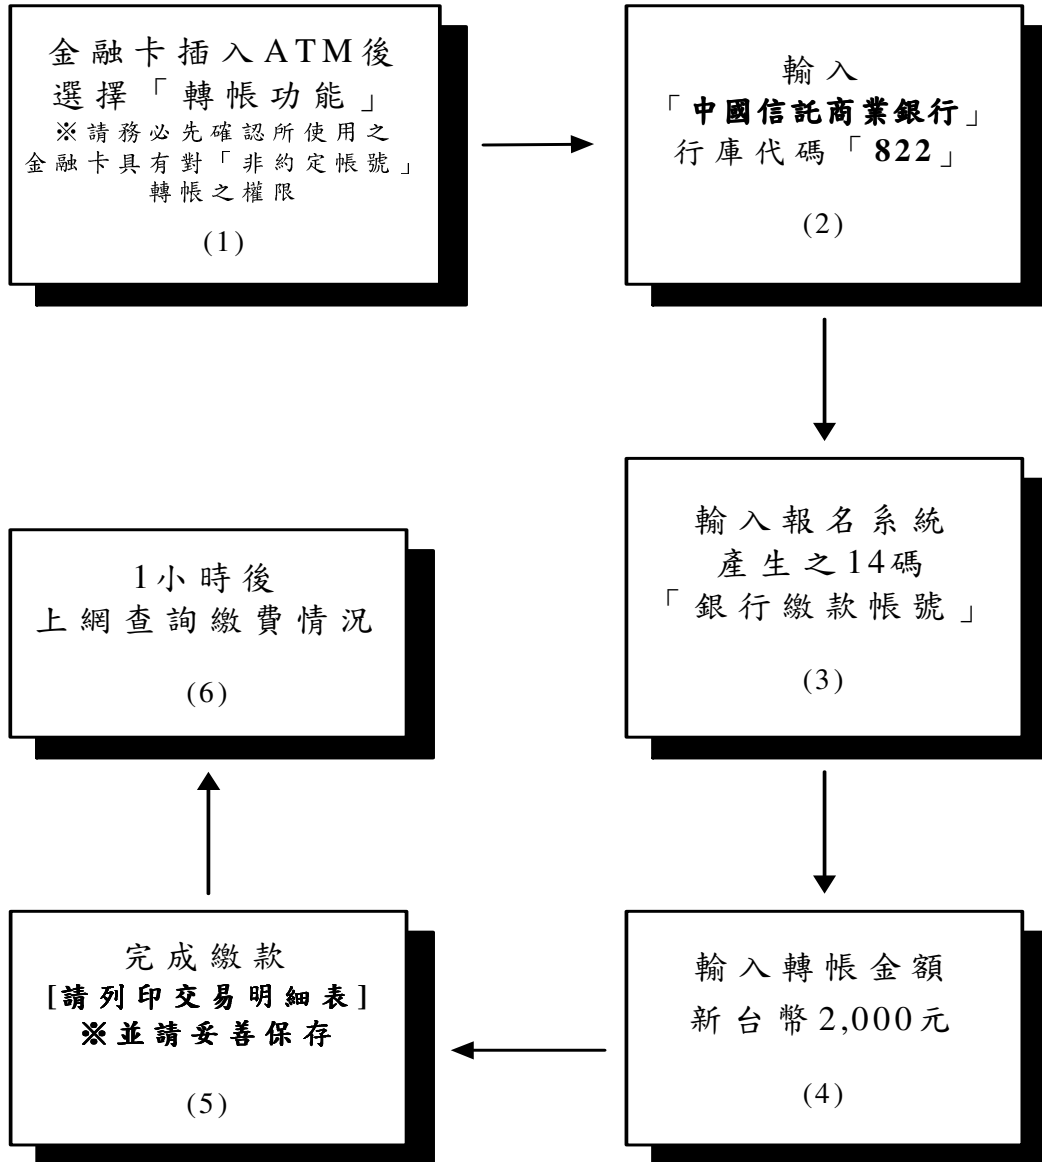 金融卡插入ATM後
選擇「轉帳功能」
※請務必先確認所使用之
金融卡具有對「非約定帳號」
轉帳之權限
(1)
輸入
「中國信託商業銀行」
行庫代碼「822」
(2)
輸入報名系統
產生之14碼
「銀行繳款帳號」
(3)
輸入轉帳金額
新台幣2,000元
(4)
完成繳款
[請列印交易明細表]
※並請妥善保存
(5)
1小時後
上網查詢繳費情況
(6)